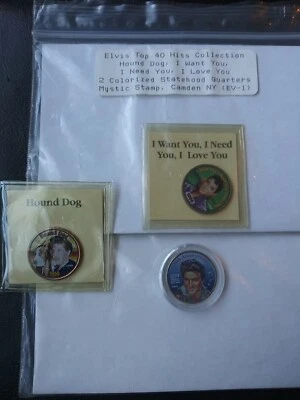 Elvis Top 40 Hits Collection
Hound Dog. I Want You,
I Need You. I Love You
2 Colorized Statehood Quarters
Mystic Stamp, Camden NY (EV-1)
I Want You, I Need
You, I Love You
Hound Dog